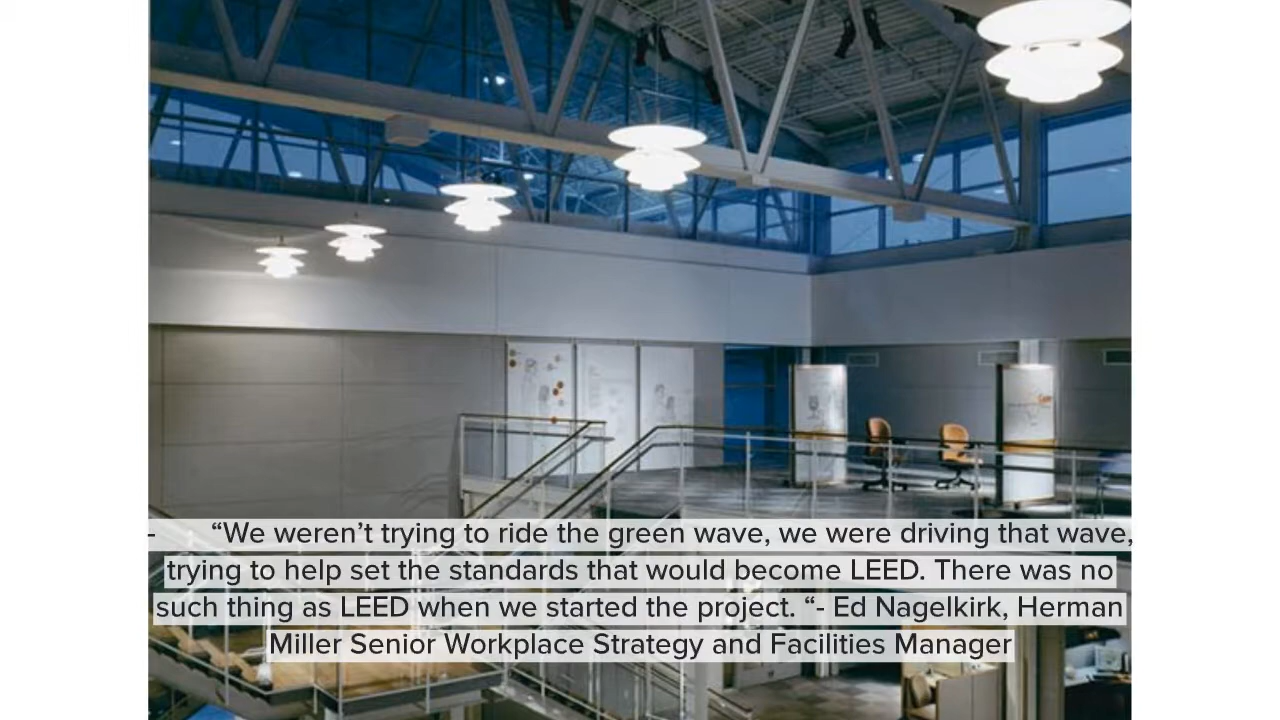 - “We weren’t trying to ride the green wave, we were driving that wave,
trying to help set the standards that would become LEED. There was no
such thing as LEED when we started the project. “- Ed Nagelkirk, Herman
Miller Senior Workplace Strategy and Facilities Manager